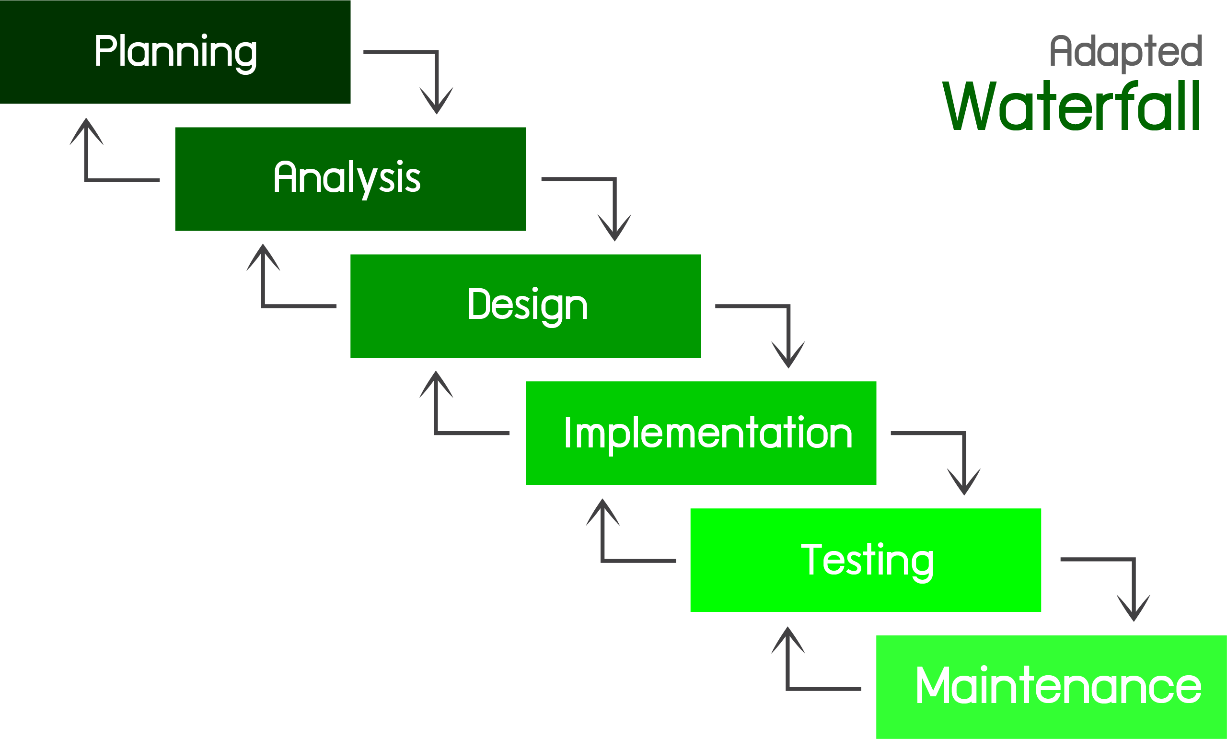 Planning
Adapted
Waterfall
Analysis
Design
Implementation
Testing
Maintenance